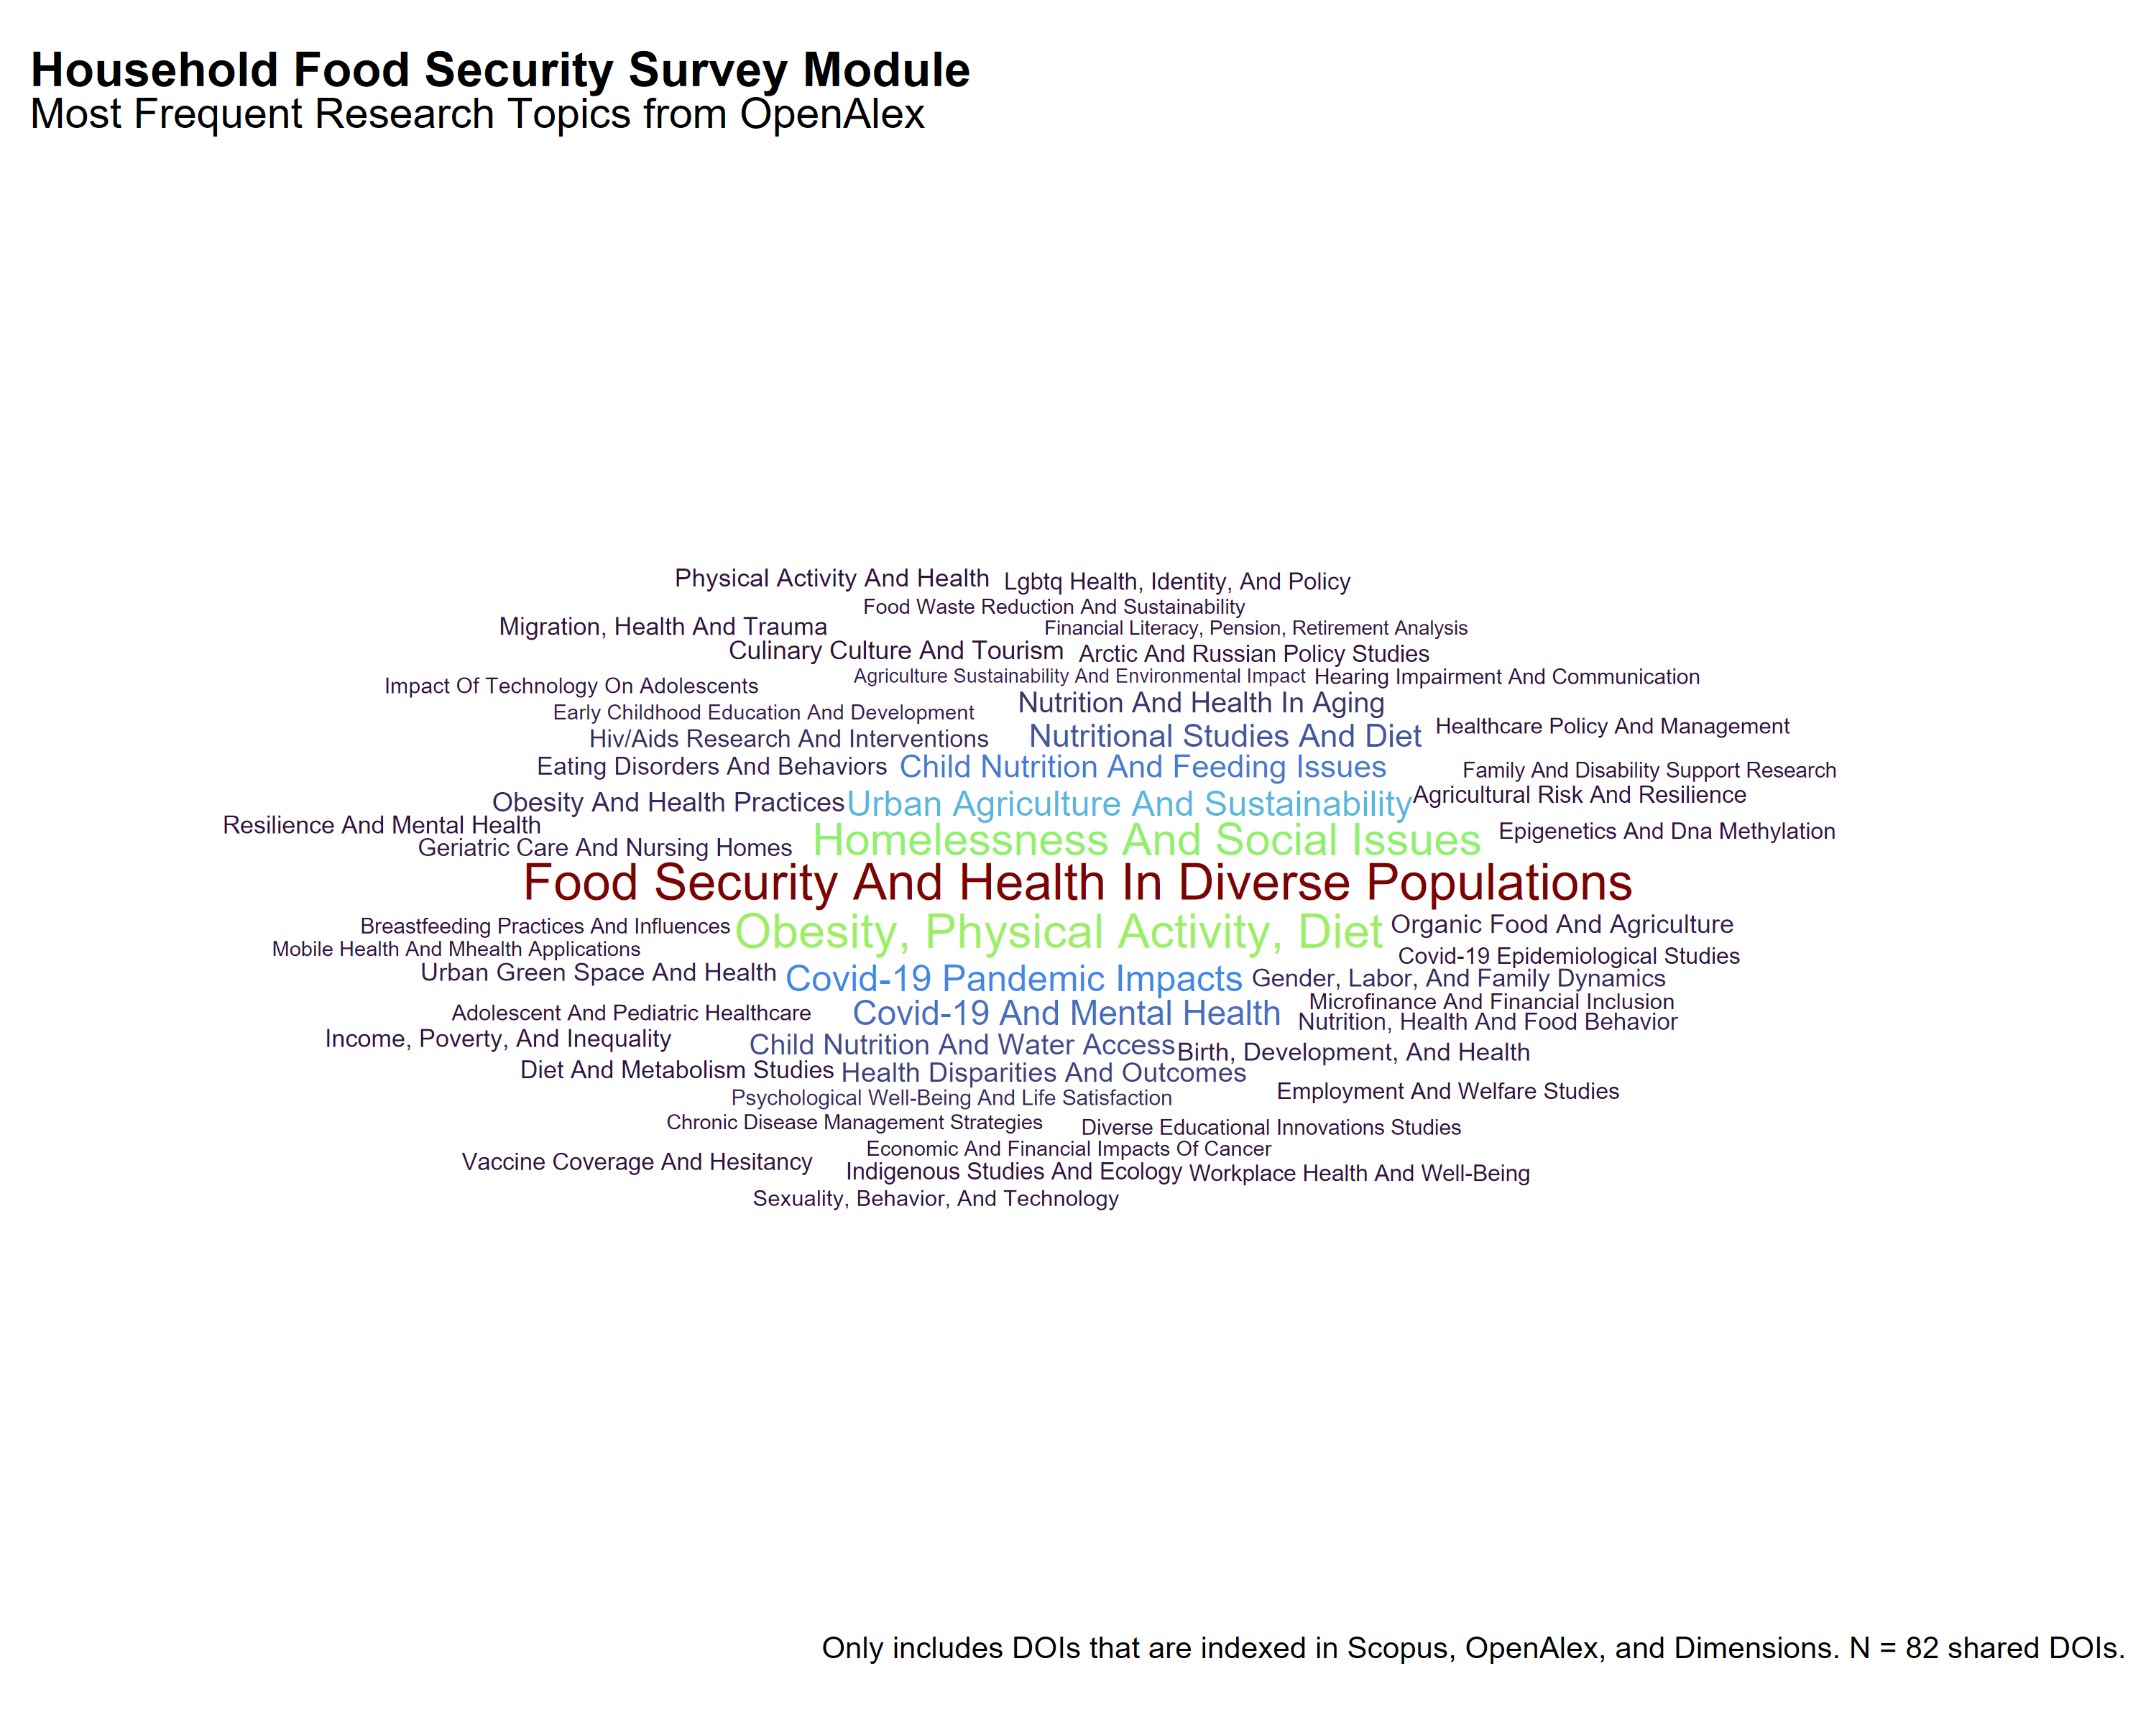 Household Food Security Survey Module
Most Frequent Research Topics from OpenAlex
Physical Activity And Health
Lgbtq Health, Identity, And Policy
Food Waste Reduction And Sustainability
Migration, Health And Trauma
Financial Literacy, Pension, Retirement Analysis
Culinary Culture And Tourism
Arctic And Russian Policy Studies
Agriculture Sustainability And Environmental Impact
Hearing Impairment And Communication
Impact Of Technology On Adolescents
Nutrition And Health In Aging
Early Childhood Education And Development
Healthcare Policy And Management
Hiv/Aids Research And Interventions
Nutritional Studies And Diet
Eating Disorders And Behaviors
Child Nutrition And Feeding Issues
Family And Disability Support Research
Obesity And Health Practices
Urban Agriculture And Sustainability
Agricultural Risk And Resilience
Resilience And Mental Health
Homelessness And Social Issues
Epigenetics And Dna Methylation
Geriatric Care And Nursing Homes
Food Security And Health In Diverse Populations
Breastfeeding Practices And Influences
Obesity, Physical Activity, Diet
Organic Food And Agriculture
Mobile Health And Mhealth Applications
Covid-19 Epidemiological Studies
Urban Green Space And Health
Covid-19 Pandemic Impacts
Gender, Labor, And Family Dynamics
Microfinance And Financial Inclusion
Adolescent And Pediatric Healthcare
Covid-19 And Mental Health
Nutrition, Health And Food Behavior
Income, Poverty, And Inequality
Child Nutrition And Water Access
Birth, Development, And Health
Diet And Metabolism Studies
Health Disparities And Outcomes
Employment And Welfare Studies
Psychological Well-Being And Life Satisfaction
Chronic Disease Management Strategies
Diverse Educational Innovations Studies
Economic And Financial Impacts Of Cancer
Vaccine Coverage And Hesitancy
Indigenous Studies And Ecology
Workplace Health And Well-Being
Sexuality, Behavior, And Technology
Only includes DOIs that are indexed in Scopus, OpenAlex, and Dimensions. N = 82 shared DOIs.